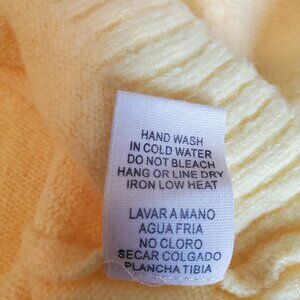 HAND WASH
IN COLD WATER
DO NOT BLEACH
HANG OR LINE DRY
IRON LOW HEAT
LAVAR A MANO
AGUA FRIA
NO CLORO
SECAR COLGADO
PLANCHA TIBIA